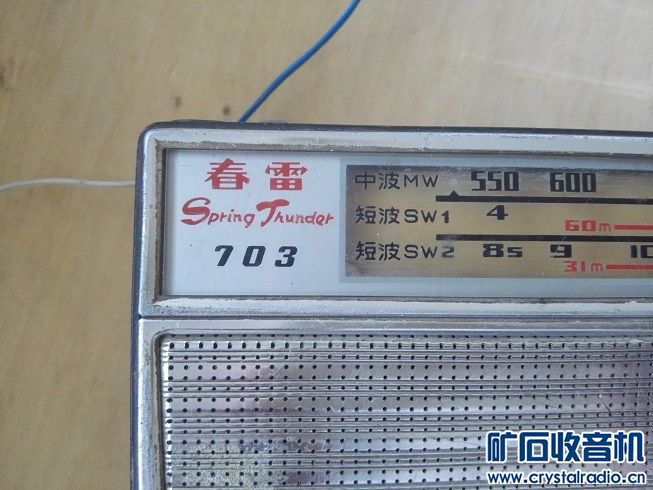 春雷
Spring Thunder
703
中波MW 550 600
短波SW1 4
60m
短波SW2 8s 9 10
31m
矿石收音机
www.crystalradio.cn